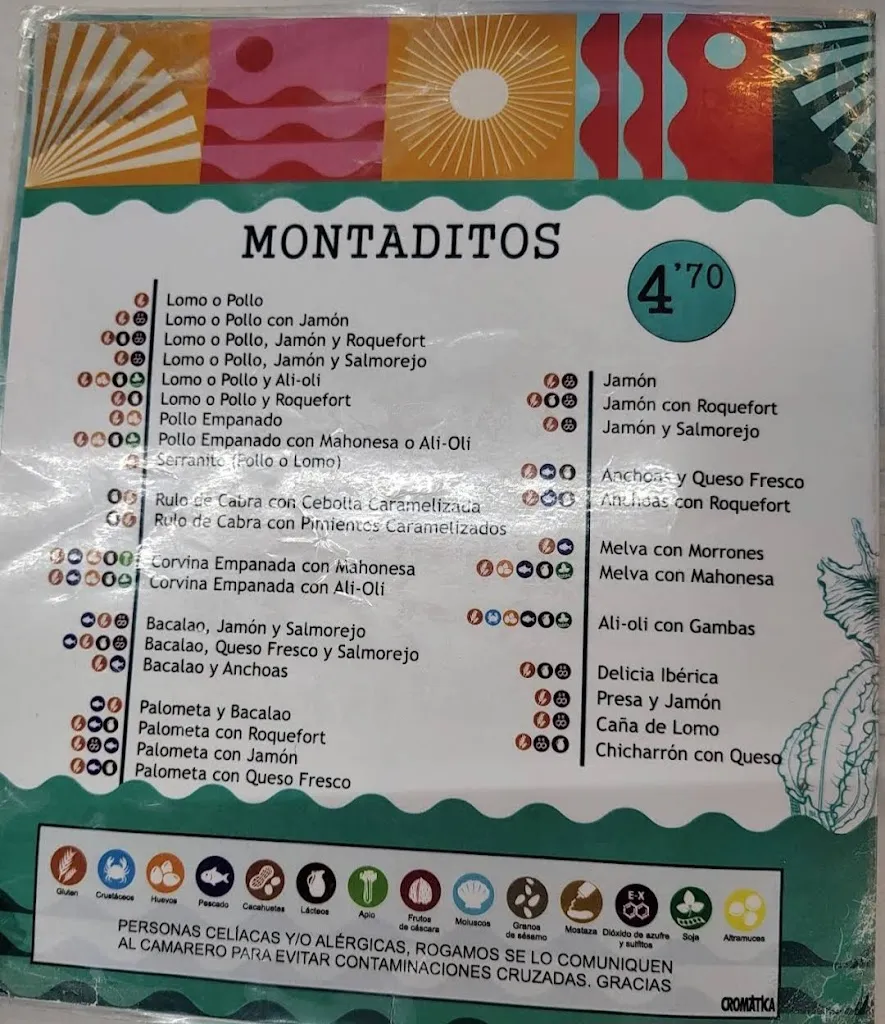 MONTADITOS
4'70
Lomo o Pollo
Lomo o Pollo con Jamón
Lomo o Pollo, Jamón y Roquefort
Lomo o Pollo, Jamón y Salmorejo
Lomo o Pollo y Ali-oli
Lomo o Pollo y Roquefort
Pollo Empanado
Pollo Empanado con Mahonesa o Ali-Oli
Serranito (Pollo o Lomo)
Rulo de Cabra con Cebolla Caramelizada
Rulo de Cabra con Pimientos Caramelizados
Corvina Empanada con Mahonesa
Corvina Empanada con Ali-Oli
Bacalao, Jamón y Salmorejo
Bacalao, Queso Fresco y Salmorejo
Bacalao y Anchoas
Palometa y Bacalao
Palometa con Roquefort
Palometa con Jamón
Palometa con Queso Fresco
Jamón
Jamón con Roquefort
Jamón y Salmorejo
Anchoas y Queso Fresco
Anchoas con Roquefort
Melva con Morrones
Melva con Mahonesa
Ali-oli con Gambas
Delicia Ibérica
Presa y Jamón
Caña de Lomo
Chicharrón con Queso
E-X
Gluten
Crustáceos
Huevos
Pescado
Cacahuetes
Lácteos
Apio
Frutos
de cáscara
Moluscos
Granos
de sésamo
Mostaza
Dióxido de azufre
y sulfitos
Soja
Altramuces
PERSONAS CELÍACAS Y/O ALÉRGICAS, ROGAMOS SE LO COMUNIQUEN
AL CAMARERO PARA EVITAR CONTAMINACIONES CRUZADAS. GRACIAS
CROMÁTICA